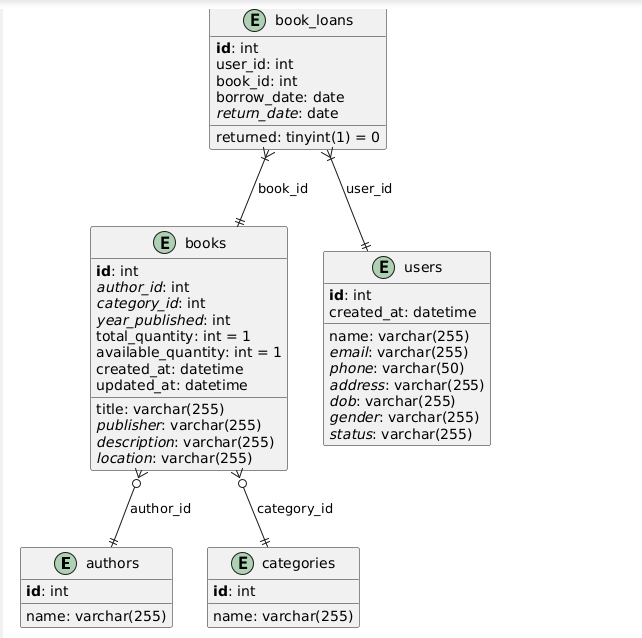 E book_loans
id: int
user_id: int
book_id: int
borrow_date: date
return_date: date
returned: tinyint(1) = 0
book_id
user_id
E books
id: int
author_id: int
category_id: int
year_published: int
total_quantity: int = 1
available_quantity: int = 1
created_at: datetime
updated_at: datetime
title: varchar(255)
publisher: varchar(255)
description: varchar(255)
location: varchar(255)
E users
id: int
created_at: datetime
name: varchar(255)
email: varchar(255)
phone: varchar(50)
address: varchar(255)
dob: varchar(255)
gender: varchar(255)
status: varchar(255)
author_id
category_id
E authors
id: int
name: varchar(255)
E categories
id: int
name: varchar(255)